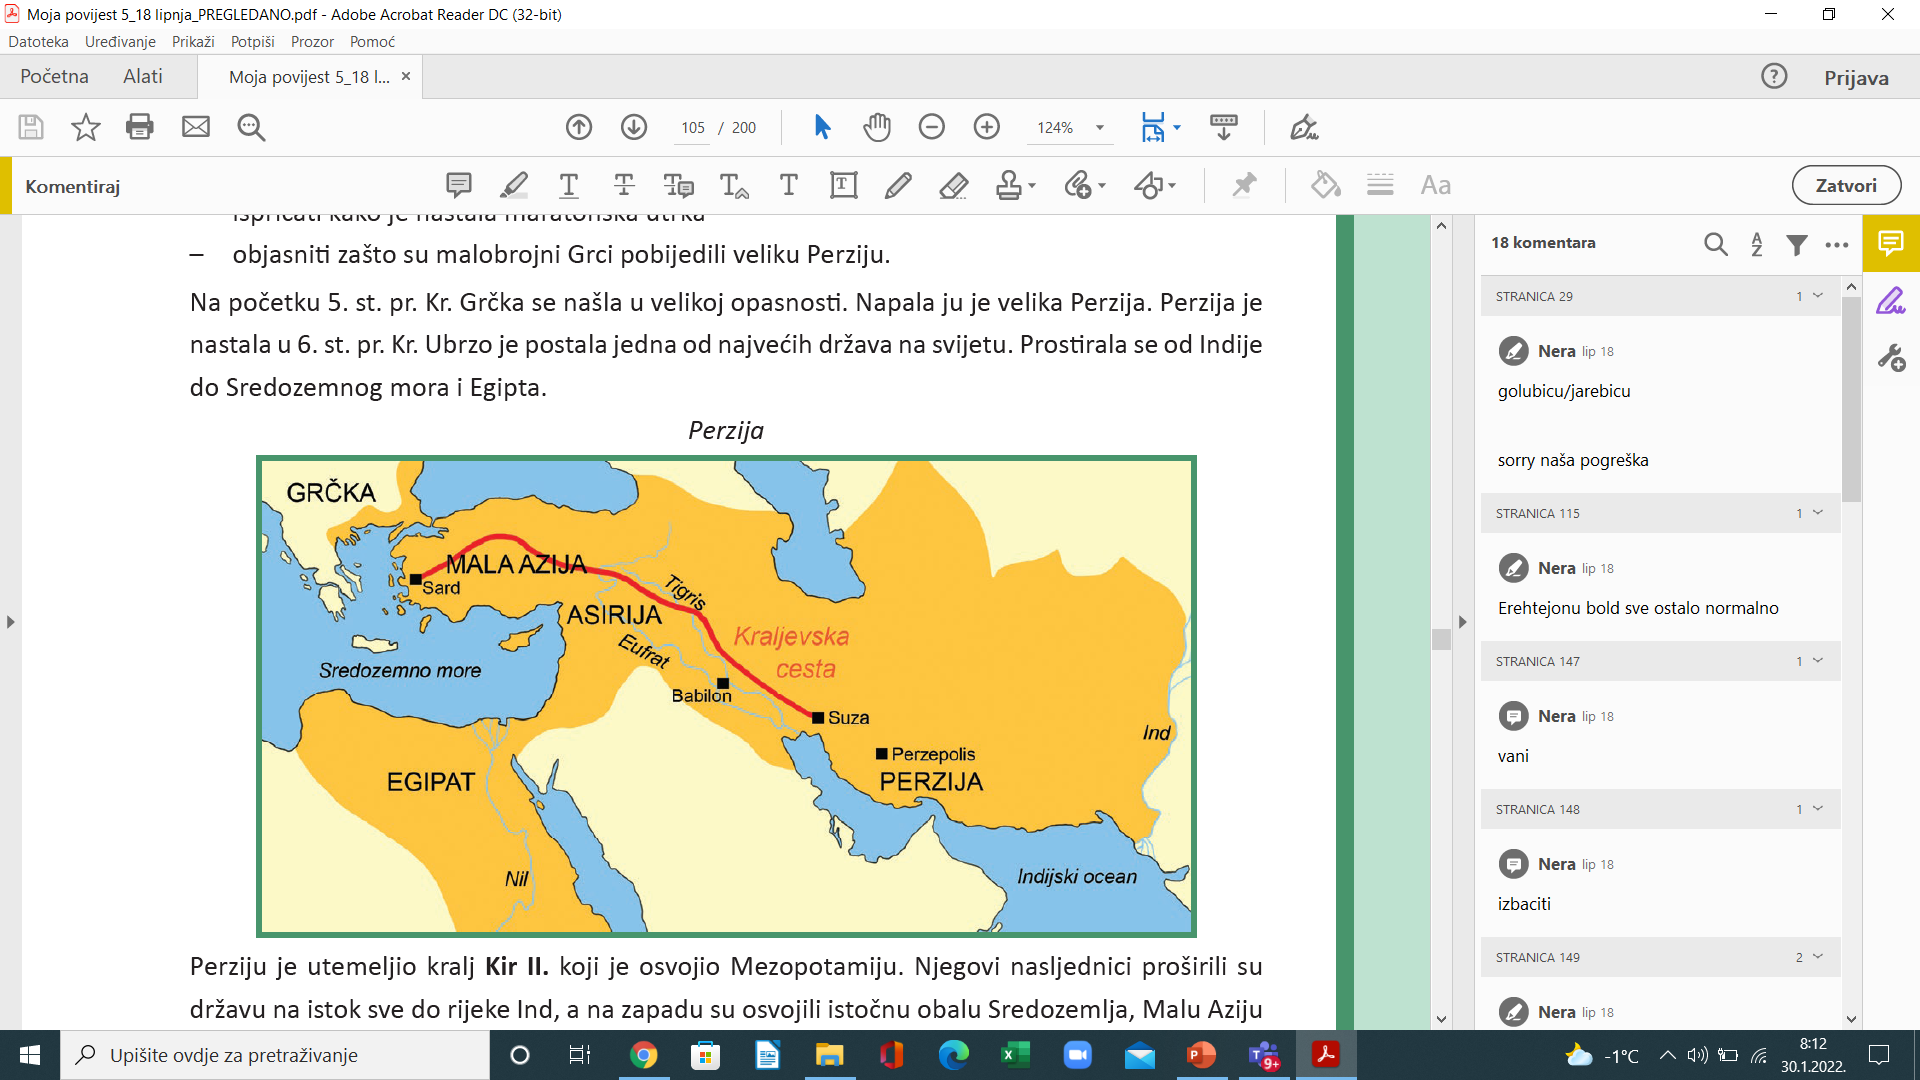 Moja povijest 5_18 lipnja_PREGLEDANO.pdf - Adobe Acrobat Reader DC (32-bit)
Datoteka Uređivanje Prikaži Potpiši Prozor Pomoć
Početna Alati Moja povijest 5_18 l... × ? Prijava
105 / 200 124%
Komentiraj Aa Zatvori
ispričati kako je nastala maratonska utrka
– objasniti zašto su malobrojni Grci pobijedili veliku Perziju.
Na početku 5. st. pr. Kr. Grčka se našla u velikoj opasnosti. Napala ju je velika Perzija. Perzija je
nastala u 6. st. pr. Kr. Ubrzo je postala jedna od najvećih država na svijetu. Prostirala se od Indije
do Sredozemnog mora i Egipta.
Perzija
GRČKA
MALA AZIJA
Sard
Tigris
ASIRIJA
Eufrat
Kraljevska
cesta
Sredozemno more
Babilon
Suza
Ind
Perzepolis
EGIPAT
PERZIJA
Nil
Indijski ocean
Perziju je utemeljio kralj Kir II. koji je osvojio Mezopotamiju. Njegovi nasljednici proširili su
državu na istok sve do rijeke Ind, a na zapadu su osvojili istočnu obalu Sredozemlja, Malu Aziju
18 komentara
STRANICA 29 1
Nera lip 18
golubicu/jarebicu
sorry naša pogreška
STRANICA 115 1
Nera lip 18
Erehtejonu bold sve ostalo normalno
STRANICA 147 1
Nera lip 18
vani
STRANICA 148 1
Nera lip 18
izbaciti
STRANICA 149 2
Nera lip 18
Upišite ovdje za pretraživanje
9+
-1°C
8:12
30.1.2022.